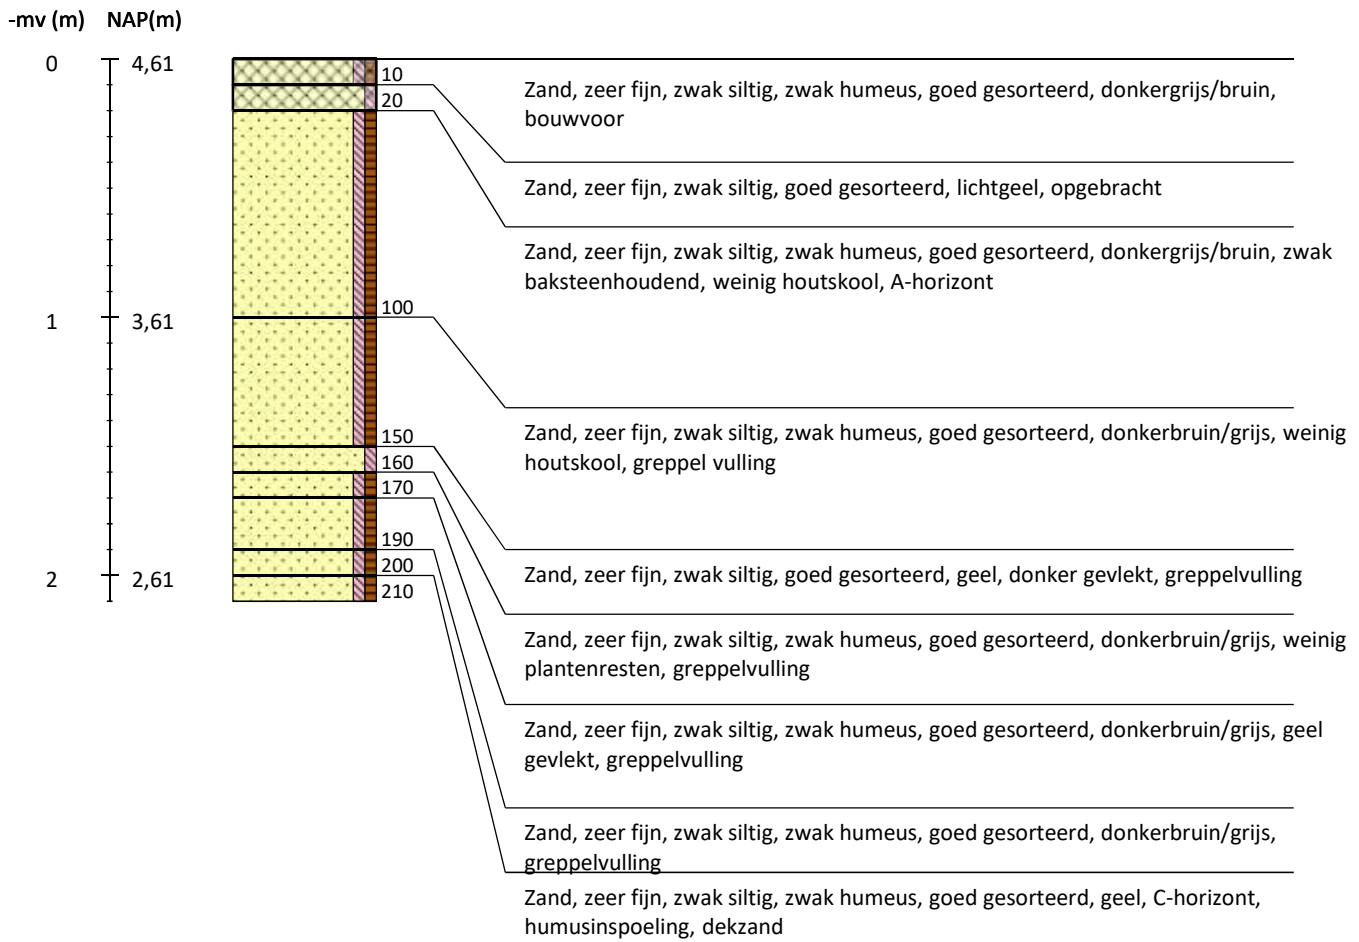 -mv (m) NAP(m)
0 4,61
10
Zand, zeer fijn, zwak siltig, zwak humeus, goed gesorteerd, donkergrijs/bruin,
bouwvoor
20
Zand, zeer fijn, zwak siltig, goed gesorteerd, lichtgeel, opgebracht
Zand, zeer fijn, zwak siltig, zwak humeus, goed gesorteerd, donkergrijs/bruin, zwak
baksteenhoudend, weinig houtskool, A-horizont
100
1 3,61
Zand, zeer fijn, zwak siltig, zwak humeus, goed gesorteerd, donkerbruin/grijs, weinig
houtskool, greppel vulling
150
160
170
190
200
2 2,61
210
Zand, zeer fijn, zwak siltig, goed gesorteerd, geel, donker gevlekt, greppelvulling
Zand, zeer fijn, zwak siltig, zwak humeus, goed gesorteerd, donkerbruin/grijs, weinig
plantenresten, greppelvulling
Zand, zeer fijn, zwak siltig, zwak humeus, goed gesorteerd, donkerbruin/grijs, geel
gevlekt, greppelvulling
Zand, zeer fijn, zwak siltig, zwak humeus, goed gesorteerd, donkerbruin/grijs,
greppelvulling
Zand, zeer fijn, zwak siltig, zwak humeus, goed gesorteerd, geel, C-horizont,
humusinspoeling, dekzand